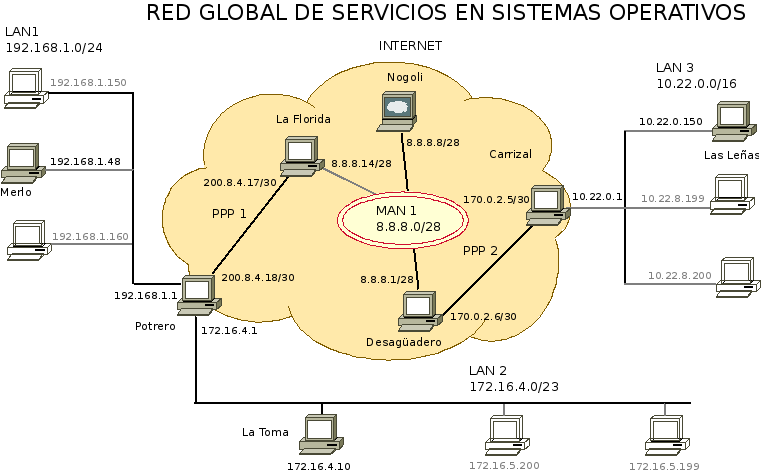 RED GLOBAL DE SERVICIOS EN SISTEMAS OPERATIVOS
LAN1
192.168.1.0/24
INTERNET
LAN 3
10.22.0.0/16
192.168.1.150
Nogoli
La Florida
10.22.0.150
8.8.8.8/28
Carrizal
Las Leñas
192.168.1.48
8.8.8.14/28
Merlo
200.8.4.17/30
170.0.2.5/30
10.22.0.1
10.22.8.199
PPP 1
MAN 1
8.8.8.0/28
192.168.1.160
PPP 2
200.8.4.18/30
8.8.8.1/28
10.22.8.200
192.168.1.1
170.0.2.6/30
Potrero
172.16.4.1
Desagüadero
LAN 2
172.16.4.0/23
La Toma
172.16.4.10
172.16.5.200
172.16.5.199